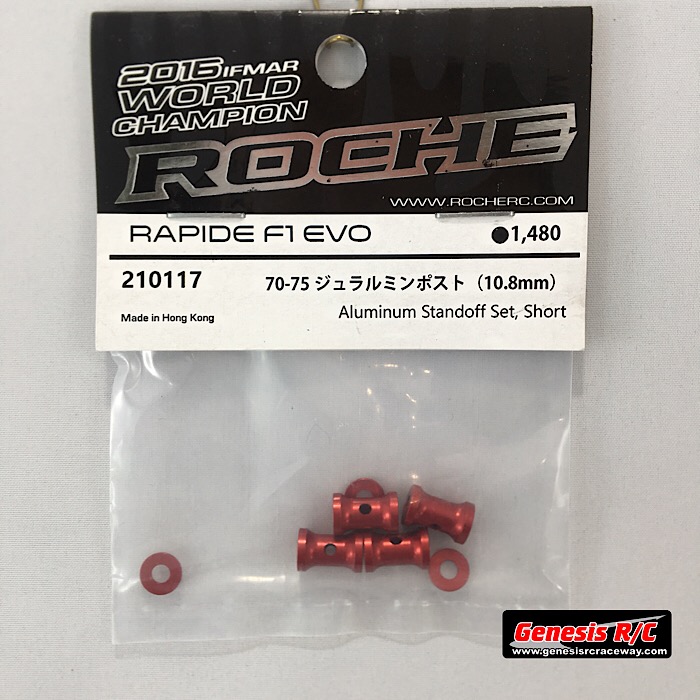 2015 IFMAR
WORLD
CHAMPION
ROCHE
WWW.ROCHERC.COM
RAPIDE F1 EVO ●1,480
210117 70-75 ジュラルミンポスト（10.8mm）
Made in Hong Kong Aluminum Standoff Set, Short
Genesis R/C
www.genesisrcraceway.com